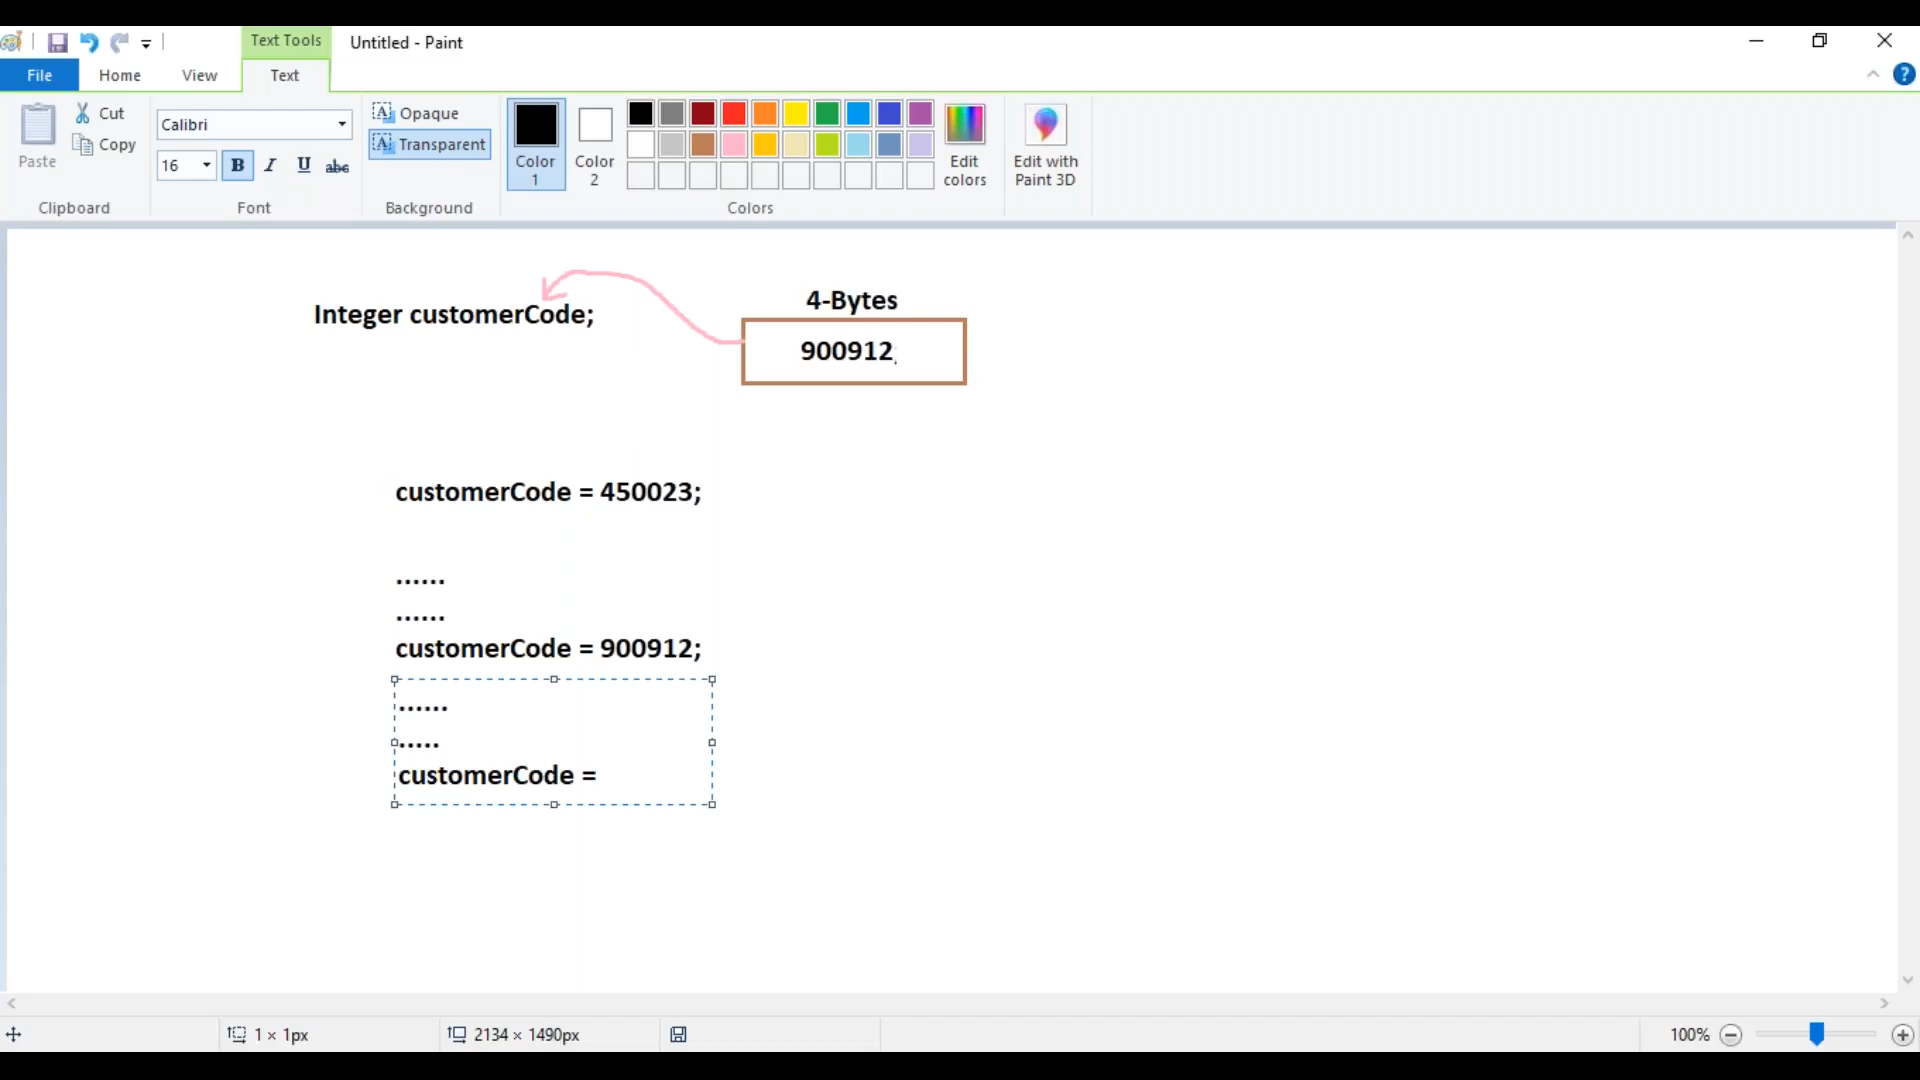 Text Tools
Untitled - Paint
File
Home
View
Text
Paste
Cut
Copy
Clipboard
Calibri
16
B
I
U
abc
Font
Opaque
Transparent
Background
Color 1
Color 2
Colors
Edit colors
Edit with Paint 3D
Integer customerCode;
4-Bytes
900912
customerCode = 450023;
......
......
customerCode = 900912;
......
.....
customerCode =
1 × 1px
2134 × 1490px
100%